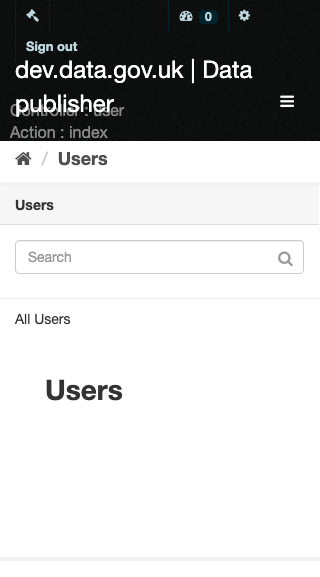 0
Sign out
dev.data.gov.uk | Data
publisher
Controller : user
Action : index
/ Users
Users
Search
All Users
Users